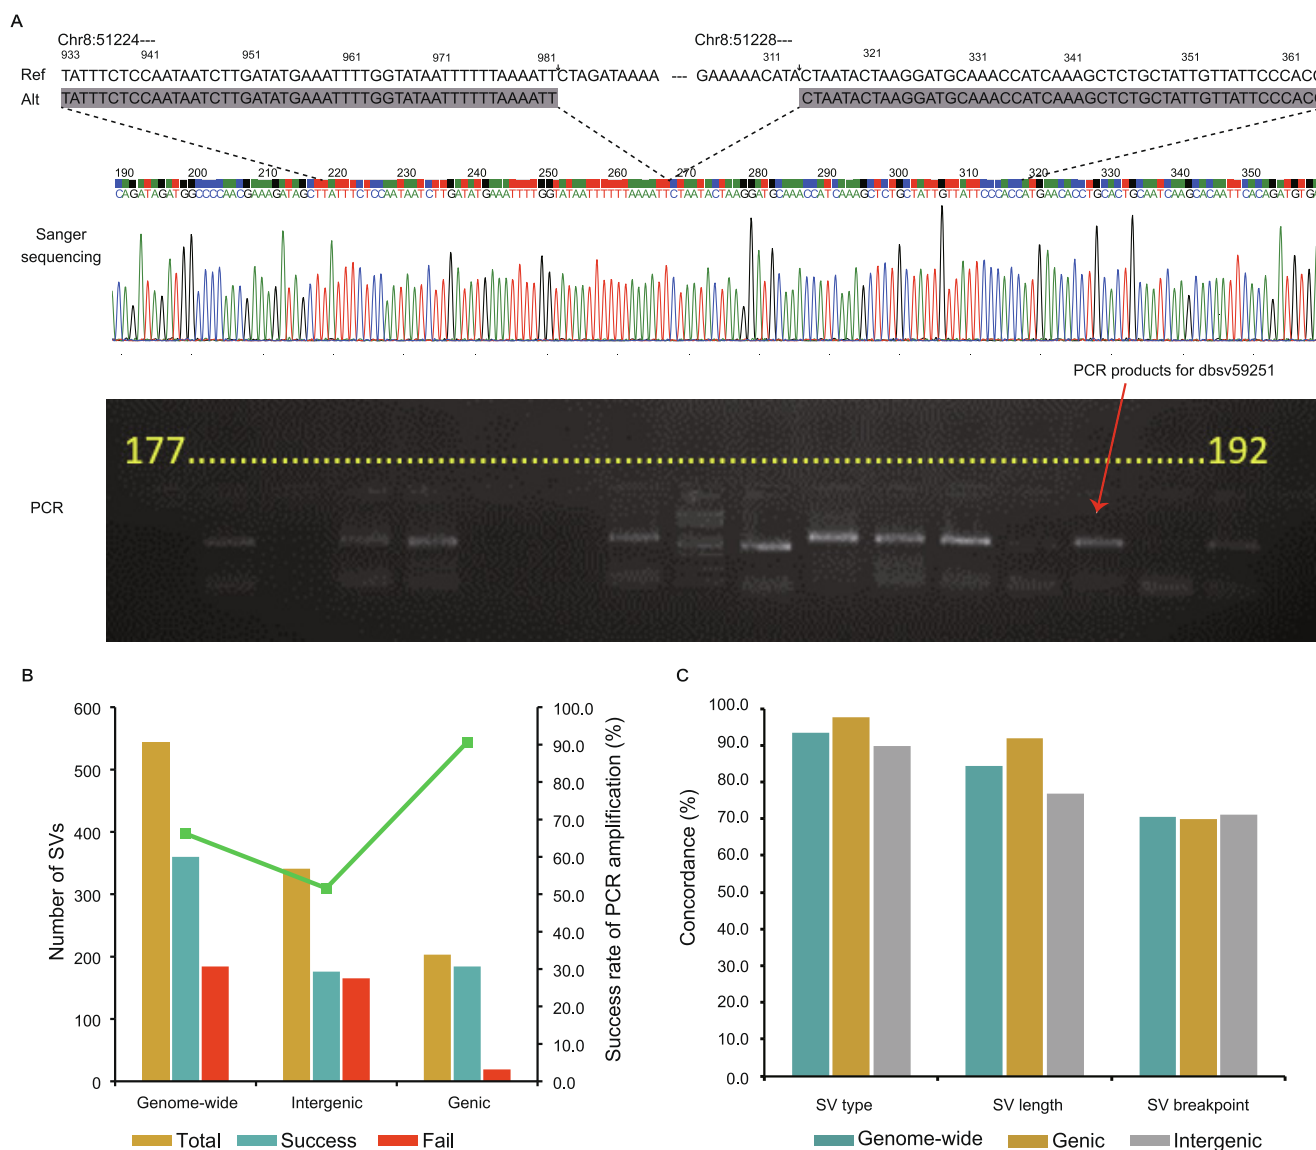 A
Chr8:51224--- Chr8:51228---
933 941 951 961 971 981 311 321 331 341 351 361
Ref TATTTCTCCAATAATCTTGATATGAAATTTTGGTATAATTTTTTAAAATTCTAGATAAAA --- GAAAAACATACTAATACTAAGGATGCAAACCATCAAAGCTCTGCTATTGTTATTCCCACC
Alt TATTTCTCCAATAATCTTGATATGAAATTTTGGTATAATTTTTTAAAATT CTAATACTAAGGATGCAAACCATCAAAGCTCTGCTATTGTTATTCCCACC
190 200 210 220 230 240 250 260 270 280 290 300 310 320 330 340 350
CAGATAGATGGCCCCAACGAAAGATAGCTTATTTCTCCAATAATCTTGATATGAAATTTTGGTATAATTTTTTAAAATTCTAATACTAAGGATGCAAACCATCAAAGCTCTGCTATTGTTATTCCCACCATGAACACCTGCACTGCAATCAAGCACAATTCACAGATGTG
Sanger
sequencing
PCR products for dbsv59251
177 192
PCR
B
600
500
400
300
200
100
0
Number of SVs
100.0
90.0
80.0
70.0
60.0
50.0
40.0
30.0
20.0
10.0
0.0
Success rate of PCR amplification (%)
Genome-wide Intergenic Genic
Total Success Fail
C
100.0
90.0
80.0
70.0
60.0
50.0
40.0
30.0
20.0
10.0
0.0
Concordance (%)
SV type SV length SV breakpoint
Genome-wide Genic Intergenic